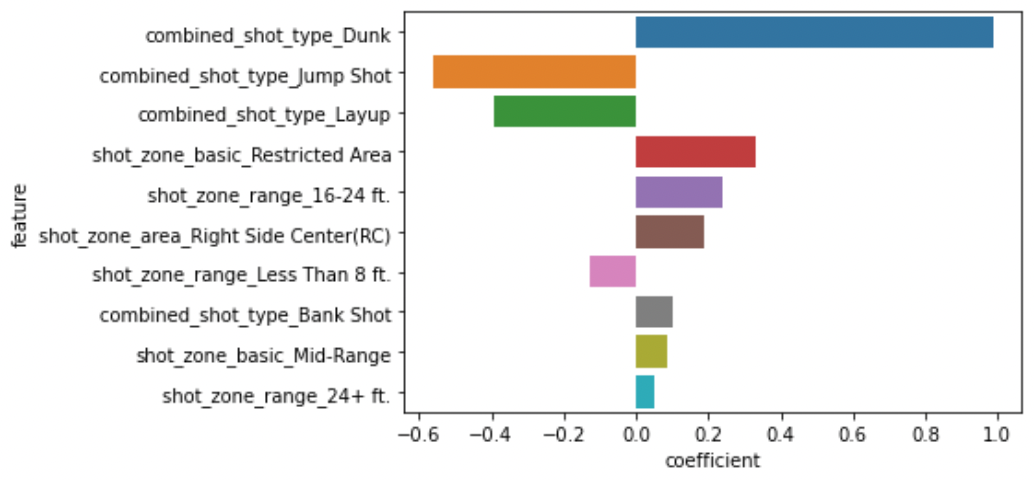 combined_shot_type_Dunk
combined_shot_type_Jump Shot
combined_shot_type_Layup
shot_zone_basic_Restricted Area
shot_zone_range_16-24 ft.
shot_zone_area_Right Side Center(RC)
shot_zone_range_Less Than 8 ft.
combined_shot_type_Bank Shot
shot_zone_basic_Mid-Range
shot_zone_range_24+ ft.
feature
−0.6 −0.4 −0.2 0.0 0.2 0.4 0.6 0.8 1.0
coefficient